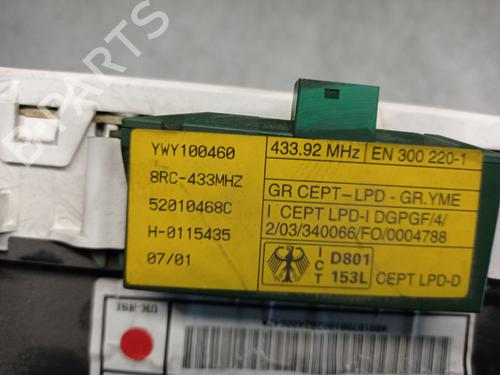 YWY100460
8RC-433MHZ
52010468C
H-0115435
07/01
433.92 MHz
EN 300 220-1
GR CEPT-LPD - GR.YME
I CEPT LPD-I DGPGF/4/
2/03/340066/FO/0004788
I
C
T
D801
153L
CEPT LPD-D
B PARTS